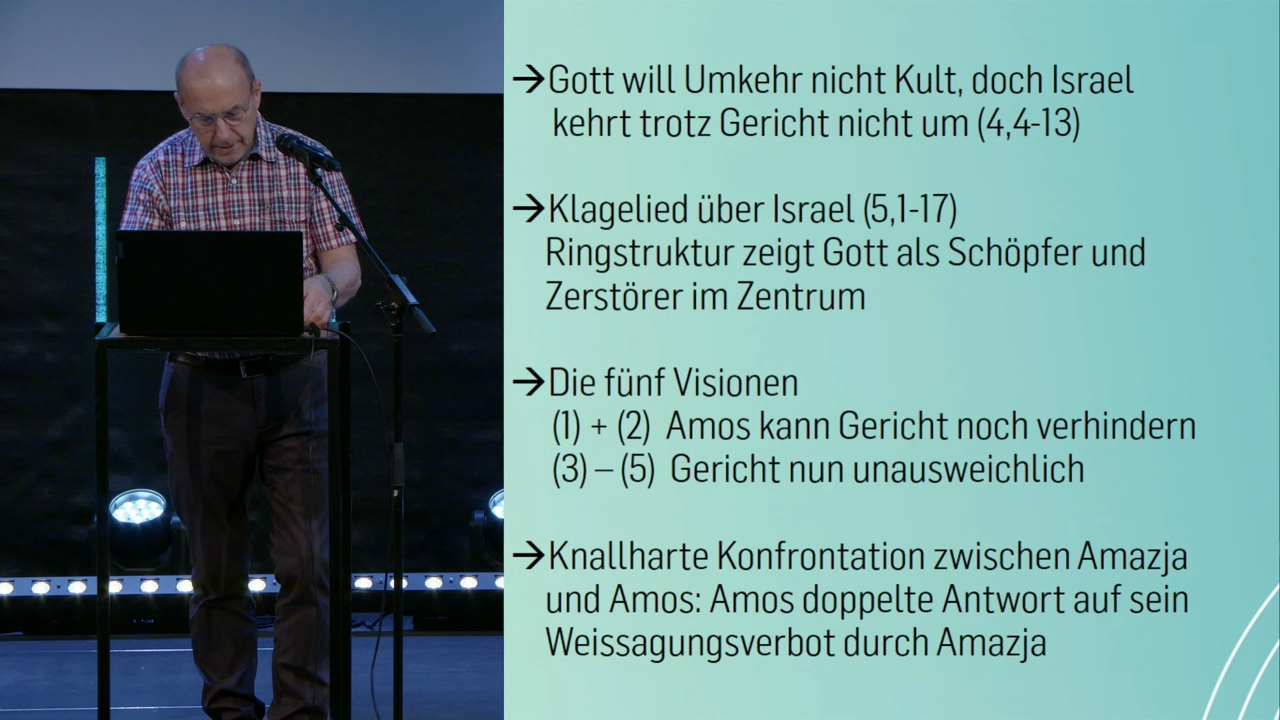 →Gott will Umkehr nicht Kult, doch Israel
kehrt trotz Gericht nicht um (4,4-13)
→Klagelied über Israel (5,1-17)
Ringstruktur zeigt Gott als Schöpfer und
Zerstörer im Zentrum
→Die fünf Visionen
(1) + (2) Amos kann Gericht noch verhindern
(3) – (5) Gericht nun unausweichlich
→Knallharte Konfrontation zwischen Amazja
und Amos: Amos doppelte Antwort auf sein
Weissagungsverbot durch Amazja